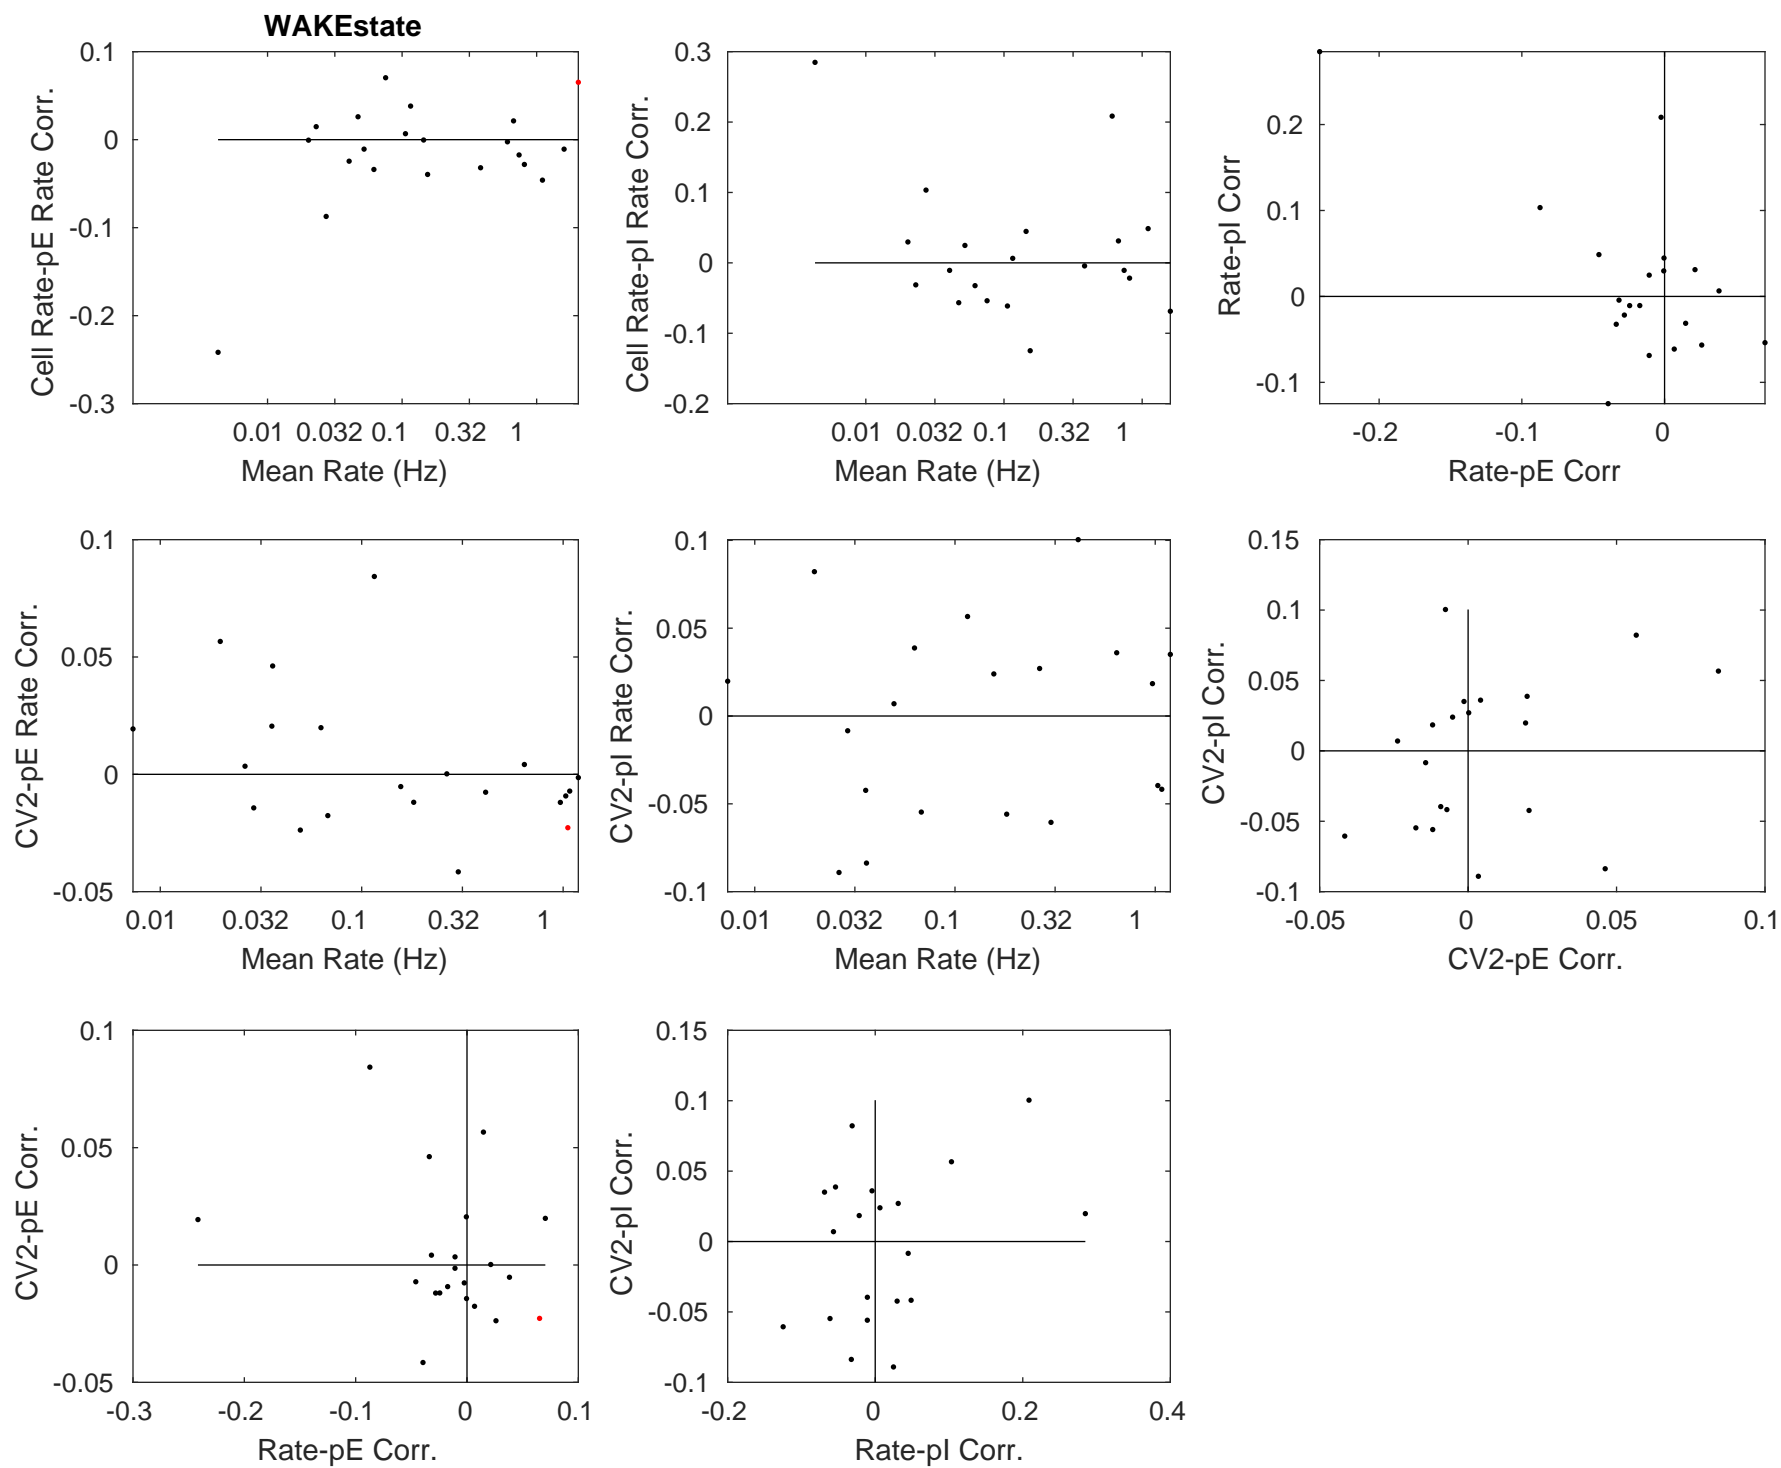 WAKEstate
0.1
0
-0.1
-0.2
-0.3
Cell Rate-pE Rate Corr.
0.01 0.032 0.1 0.32 1
Mean Rate (Hz)
0.3
0.2
0.1
0
-0.1
-0.2
Cell Rate-pI Rate Corr.
0.01 0.032 0.1 0.32 1
Mean Rate (Hz)
0.2
0.1
0
-0.1
Rate-pI Corr
-0.2 -0.1 0
Rate-pE Corr
0.1
0.05
0
-0.05
CV2-pE Rate Corr.
0.01 0.032 0.1 0.32 1
Mean Rate (Hz)
0.1
0.05
0
-0.05
-0.1
CV2-pI Rate Corr.
0.01 0.032 0.1 0.32 1
Mean Rate (Hz)
0.15
0.1
0.05
0
-0.05
-0.1
CV2-pI Corr.
-0.05 0 0.05 0.1
CV2-pE Corr.
0.1
0.05
0
-0.05
CV2-pE Corr.
-0.3 -0.2 -0.1 0 0.1
Rate-pE Corr.
0.15
0.1
0.05
0
-0.05
-0.1
CV2-pI Corr.
-0.2 0 0.2 0.4
Rate-pI Corr.